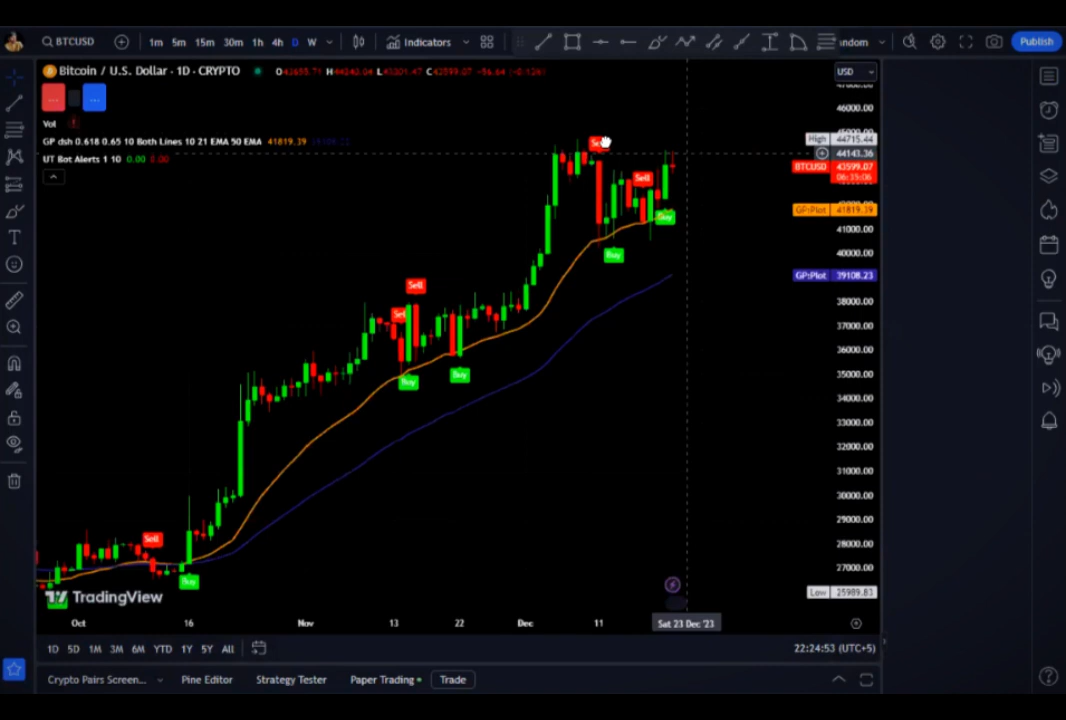 BTCUSD 1m 5m 15m 30m 1h 4h D W Indicators Publish
Bitcoin / U.S. Dollar · 1D · CRYPTO
USD
Vol
GP dsh 0.618 0.65 10 Both Lines 10 21 EMA 50 EMA 41819.39
UT Bot Alerts 1 10 0.00 0.00
46000.00
High 44715.44
44143.36
BTCUSD 43599.07
06:35:06
GP:Plot 41819.39
41000.00
40000.00
GP:Plot 39108.23
38000.00
37000.00
36000.00
35000.00
34000.00
33000.00
32000.00
31000.00
30000.00
29000.00
28000.00
27000.00
Low 25989.83
Sell
Sell
Buy
Buy
Sell
Buy
Buy
Sell
Buy
TradingView
Oct 16 Nov 13 22 Dec 11 Sat 23 Dec '23
1D 5D 1M 3M 6M YTD 1Y 5Y All 22:24:53 (UTC+5)
Crypto Pairs Screen... Pine Editor Strategy Tester Paper Trading Trade